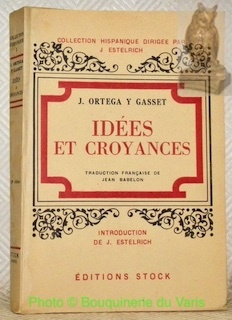 COLLECTION HISPANIQUE DIRIGÉE PAR
J. ESTELRICH
J. ORTEGA Y GASSET
IDÉES
ET CROYANCES
TRADUCTION FRANÇAISE DE
JEAN BABELON
INTRODUCTION
DE J. ESTELRICH
ÉDITIONS STOCK
Photo © Bouquinerie du Varis